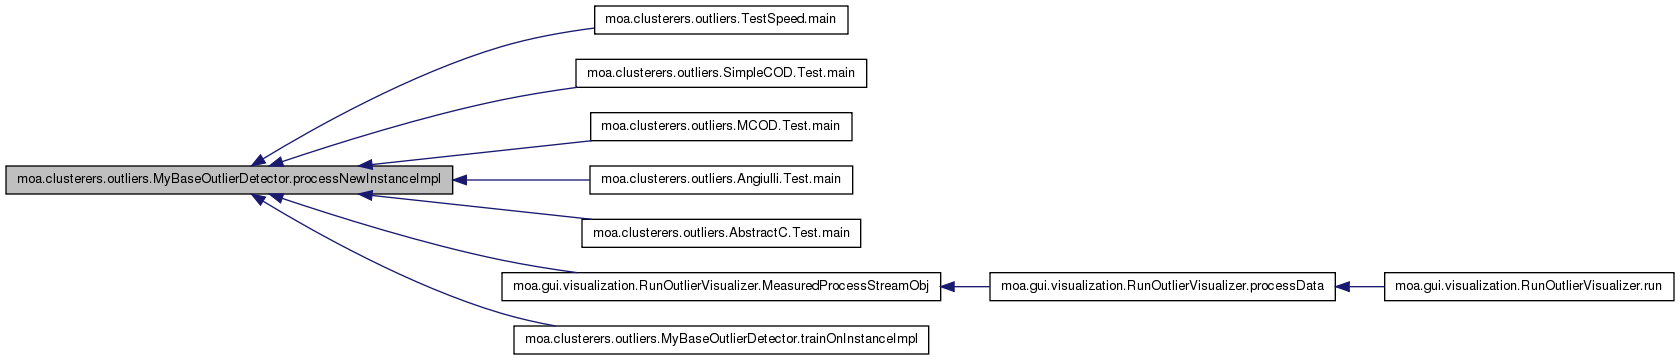 moa.clusterers.outliers.TestSpeed.main
moa.clusterers.outliers.SimpleCOD.Test.main
moa.clusterers.outliers.MCOD.Test.main
moa.clusterers.outliers.MyBaseOutlierDetector.processNewInstanceImpl
moa.clusterers.outliers.Angiulli.Test.main
moa.clusterers.outliers.AbstractC.Test.main
moa.gui.visualization.RunOutlierVisualizer.MeasuredProcessStreamObj
moa.gui.visualization.RunOutlierVisualizer.processData
moa.gui.visualization.RunOutlierVisualizer.run
moa.clusterers.outliers.MyBaseOutlierDetector.trainOnInstanceImpl